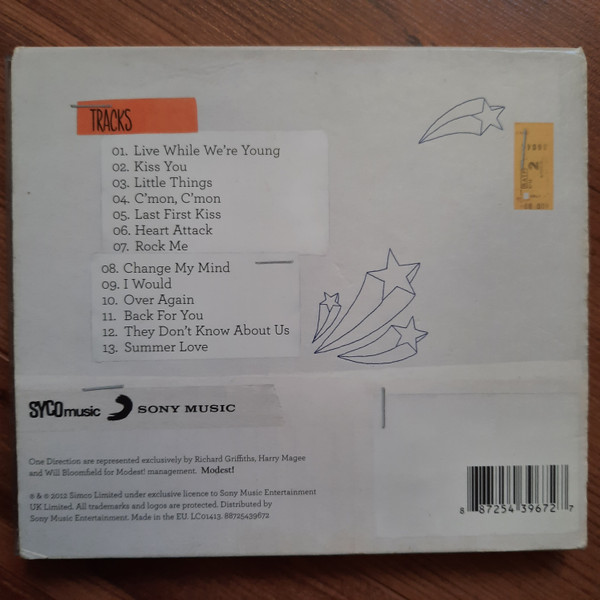 TRACKS
01. Live While We're Young
02. Kiss You
03. Little Things
04. C'mon, C'mon
05. Last First Kiss
06. Heart Attack
07. Rock Me
08. Change My Mind
09. I Would
10. Over Again
11. Back For You
12. They Don't Know About Us
13. Summer Love
SYCOmusic SONY MUSIC
One Direction are represented exclusively by Richard Griffiths, Harry Magee
and Will Bloomfield for Modest! management. Modest!
℗ & © 2012 Simco Limited under exclusive licence to Sony Music Entertainment
UK Limited. All trademarks and logos are protected. Distributed by
Sony Music Entertainment. Made in the EU. LC01413. 88725439672
8 87254 39672 7